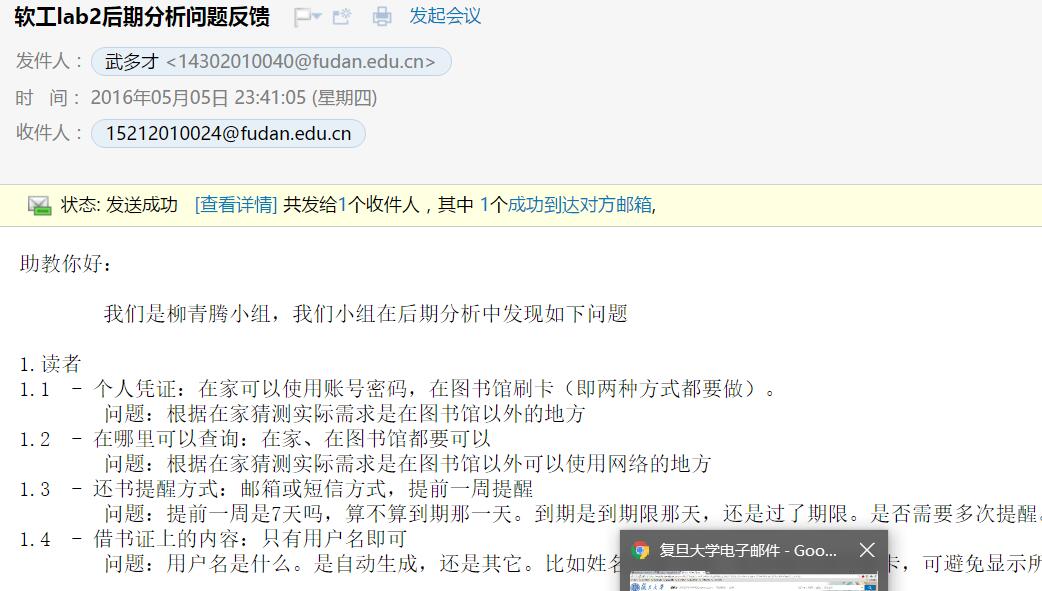 软工lab2后期分析问题反馈 发起会议
发件人： 武多才 <14302010040@fudan.edu.cn>
时 间： 2016年05月05日 23:41:05 (星期四)
收件人： 15212010024@fudan.edu.cn
状态: 发送成功 [查看详情] 共发给1个收件人，其中 1个成功到达对方邮箱,
助教你好：
我们是柳青腾小组，我们小组在后期分析中发现如下问题
1. 读者
1.1 - 个人凭证：在家可以使用账号密码，在图书馆刷卡（即两种方式都要做）。
问题：根据在家猜测实际需求是在图书馆以外的地方
1.2 - 在哪里可以查询：在家、在图书馆都要可以
问题：根据在家猜测实际需求是在图书馆以外可以使用网络的地方
1.3 - 还书提醒方式：邮箱或短信方式，提前一周提醒
问题：提前一周是7天吗，算不算到期那一天。到期是到期限那天，还是过了期限。是否需要多次提醒。
1.4 - 借书证上的内容：只有用户名即可
复旦大学电子邮件 - Goo...
问题：用户名是什么。是自动生成，还是其它。比如姓名 卡，可避免显示所